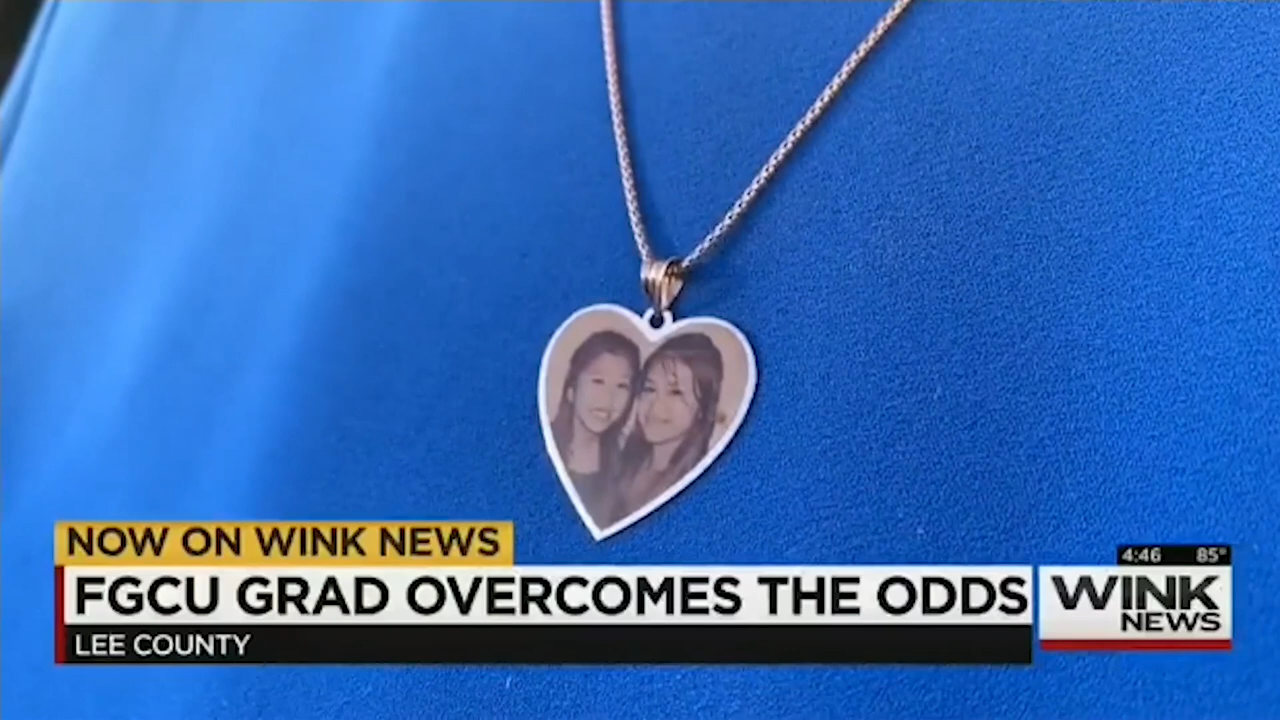 NOW ON WINK NEWS
FGCU GRAD OVERCOMES THE ODDS
LEE COUNTY
4:46 85°
WINK
NEWS